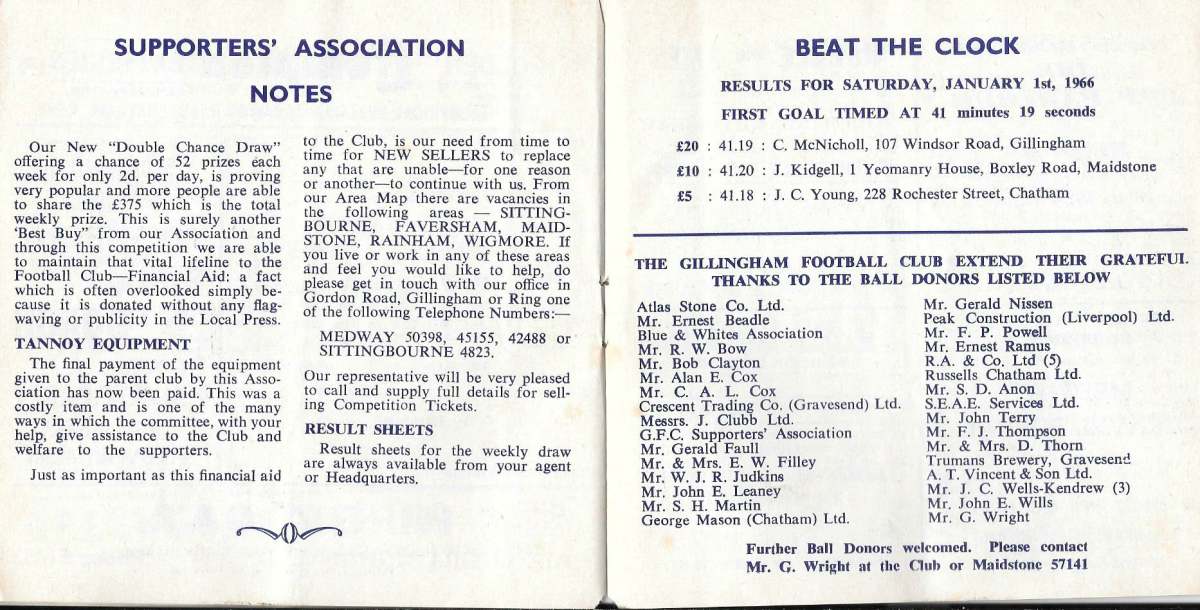 SUPPORTERS' ASSOCIATION
NOTES
Our New "Double Chance Draw"
offering a chance of 52 prizes each
week for only 2d. per day, is proving
very popular and more people are able
to share the £375 which is the total
weekly prize. This is surely another
'Best Buy" from our Association and
through this competition we are able
to maintain that vital lifeline to the
Football Club—Financial Aid: a fact
which is often overlooked simply be-
cause it is donated without any flag-
waving or publicity in the Local Press.
TANNOY EQUIPMENT
The final payment of the equipment
given to the parent club by this Asso-
ciation has now been paid. This was a
costly item and is one of the many
ways in which the committee, with your
help, give assistance to the Club and
welfare to the supporters.
Just as important as this financial aid
to the Club, is our need from time to
time for NEW SELLERS to replace
any that are unable—for one reason
or another—to continue with us. From
our Area Map there are vacancies in
the following areas — SITTING-
BOURNE, FAVERSHAM, MAID-
STONE, RAINHAM, WIGMORE. If
you live or work in any of these areas
and feel you would like to help, do
please get in touch with our office in
Gordon Road, Gillingham or Ring one
of the following Telephone Numbers:—
MEDWAY 50398, 45155, 42488 or
SITTINGBOURNE 4823.
Our representative will be very pleased
to call and supply full details for sell-
ing Competition Tickets.
RESULT SHEETS
Result sheets for the weekly draw
are always available from your agent
or Headquarters.
BEAT THE CLOCK
RESULTS FOR SATURDAY, JANUARY 1st, 1966
FIRST GOAL TIMED AT 41 minutes 19 seconds
£20 : 41.19 : C. McNicholl, 107 Windsor Road, Gillingham
£10 : 41.20 : J. Kidgell, 1 Yeomanry House, Boxley Road, Maidstone
£5 : 41.18 : J. C. Young, 228 Rochester Street, Chatham
THE GILLINGHAM FOOTBALL CLUB EXTEND THEIR GRATEFUL
THANKS TO THE BALL DONORS LISTED BELOW
Atlas Stone Co. Ltd.
Mr. Ernest Beadle
Blue & Whites Association
Mr. R. W. Bow
Mr. Bob Clayton
Mr. Alan E. Cox
Mr. C. A. L. Cox
Crescent Trading Co. (Gravesend) Ltd.
Messrs. J. Clubb Ltd.
G.F.C. Supporters' Association
Mr. Gerald Faull
Mr. & Mrs. E. W. Filley
Mr. W. J. R. Judkins
Mr. John E. Leaney
Mr. S. H. Martin
George Mason (Chatham) Ltd.
Mr. Gerald Nissen
Peak Construction (Liverpool) Ltd.
Mr. F. P. Powell
Mr. Ernest Ramus
R.A. & Co. Ltd (5)
Russells Chatham Ltd.
Mr. S. D. Anon
S.E.A.E. Services Ltd.
Mr. John Terry
Mr. F. J. Thompson
Mr. & Mrs. D. Thorn
Trumans Brewery, Gravesend
A. T. Vincent & Son Ltd.
Mr. J. C. Wells-Kendrew (3)
Mr. John E. Wills
Mr. G. Wright
Further Ball Donors welcomed. Please contact
Mr. G. Wright at the Club or Maidstone 57141